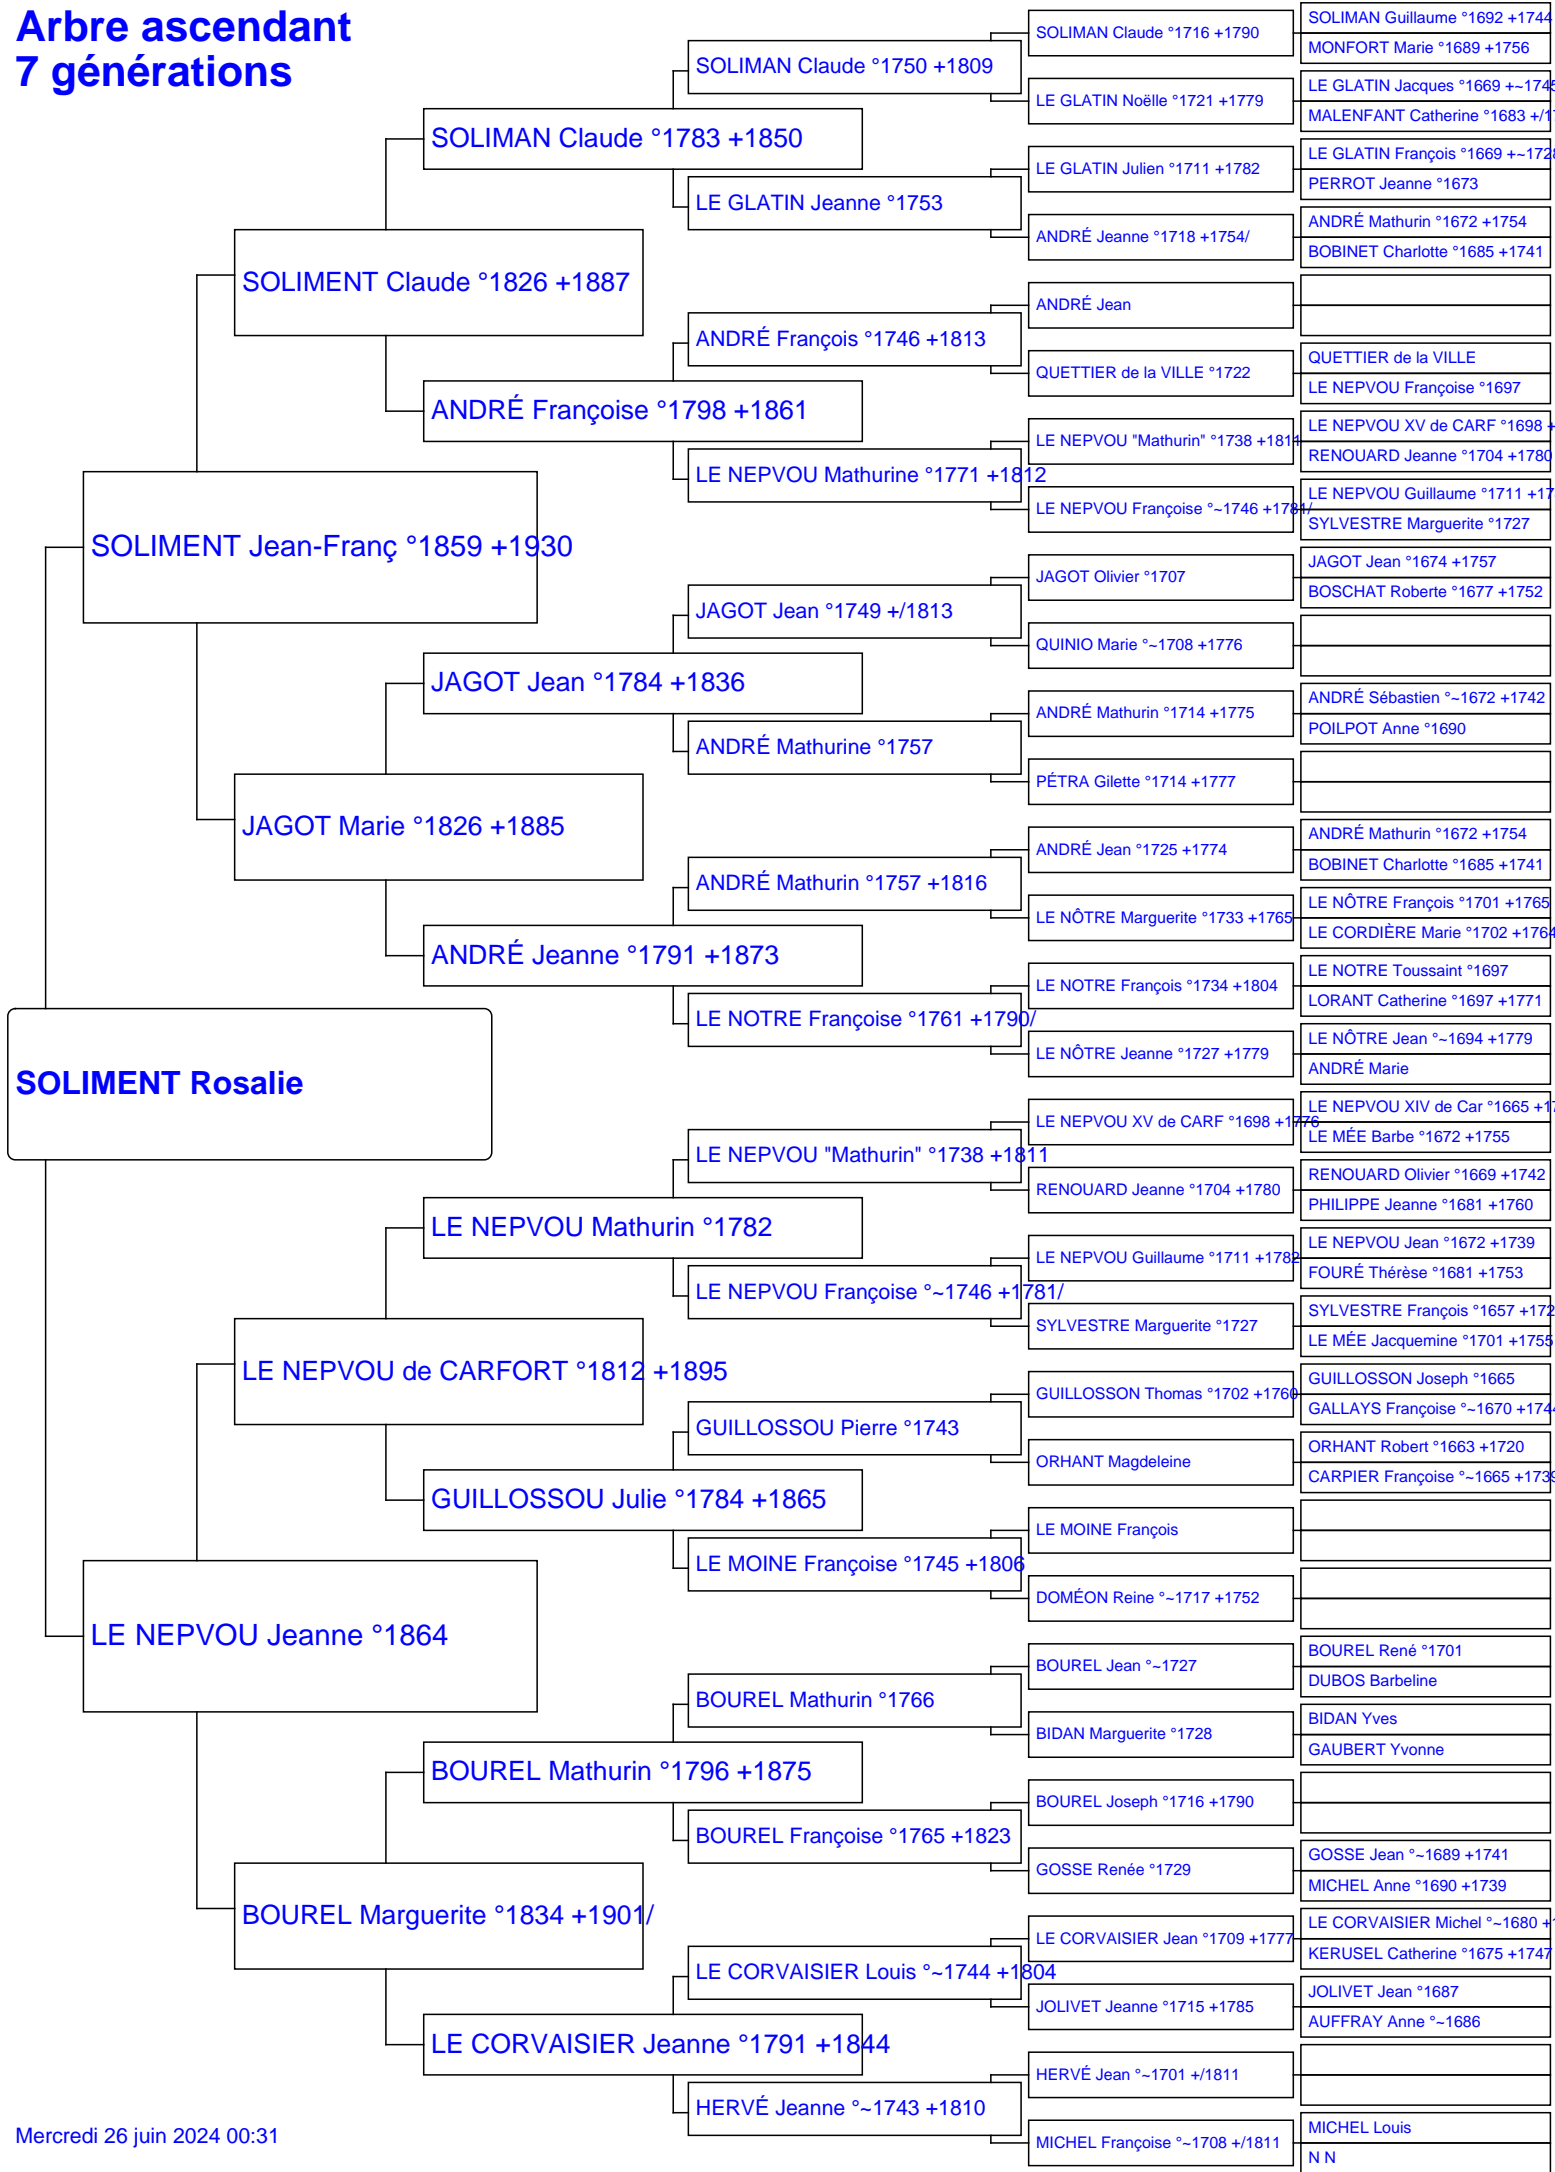 Arbre ascendant
7 générations
SOLIMENT Rosalie
SOLIMENT Jean-Franç °1859 +1930
LE NEPVOU Jeanne °1864
SOLIMENT Claude °1826 +1887
JAGOT Marie °1826 +1885
LE NEPVOU de CARFORT °1812 +1895
BOUREL Marguerite °1834 +1901/
SOLIMAN Claude °1783 +1850
ANDRÉ Françoise °1798 +1861
JAGOT Jean °1784 +1836
ANDRÉ Jeanne °1791 +1873
LE NEPVOU Mathurin °1782
GUILLOSSOU Julie °1784 +1865
BOUREL Mathurin °1796 +1875
LE CORVAISIER Jeanne °1791 +1844
SOLIMAN Claude °1750 +1809
LE GLATIN Jeanne °1753
ANDRÉ François °1746 +1813
LE NEPVOU Mathurine °1771 +1812
JAGOT Jean °1749 +/1813
ANDRÉ Mathurine °1757
ANDRÉ Mathurin °1757 +1816
LE NOTRE Françoise °1761 +1790/
LE NEPVOU "Mathurin" °1738 +1811
LE NEPVOU Françoise °~1746 +1781/
GUILLOSSOU Pierre °1743
LE MOINE Françoise °1745 +1806
BOUREL Mathurin °1766
BOUREL Françoise °1765 +1823
LE CORVAISIER Louis °~1744 +1804
HERVÉ Jeanne °~1743 +1810
SOLIMAN Claude °1716 +1790
LE GLATIN Noëlle °1721 +1779
LE GLATIN Julien °1711 +1782
ANDRÉ Jeanne °1718 +1754/
ANDRÉ Jean
QUETTIER de la VILLE °1722
LE NEPVOU "Mathurin" °1738 +1811
LE NEPVOU Françoise °~1746 +1781/
JAGOT Olivier °1707
QUINIO Marie °~1708 +1776
ANDRÉ Mathurin °1714 +1775
PÉTRA Gilette °1714 +1777
ANDRÉ Jean °1725 +1774
LE NÔTRE Marguerite °1733 +1765
LE NOTRE François °1734 +1804
LE NÔTRE Jeanne °1727 +1779
LE NEPVOU XV de CARF °1698 +1776
RENOUARD Jeanne °1704 +1780
LE NEPVOU Guillaume °1711 +1782
SYLVESTRE Marguerite °1727
GUILLOSSON Thomas °1702 +1760
ORHANT Magdeleine
LE MOINE François
DOMÉON Reine °~1717 +1752
BOUREL Jean °~1727
BIDAN Marguerite °1728
BOUREL Joseph °1716 +1790
GOSSE Renée °1729
LE CORVAISIER Jean °1709 +1777
JOLIVET Jeanne °1715 +1785
HERVÉ Jean °~1701 +/1811
MICHEL Françoise °~1708 +/1811
SOLIMAN Guillaume °1692 +1744
MONFORT Marie °1689 +1756
LE GLATIN Jacques °1669 +~1745
MALENFANT Catherine °1683 +/1
LE GLATIN François °1669 +~1728
PERROT Jeanne °1673
ANDRÉ Mathurin °1672 +1754
BOBINET Charlotte °1685 +1741
QUETTIER de la VILLE
LE NEPVOU Françoise °1697
LE NEPVOU XV de CARF °1698 +
RENOUARD Jeanne °1704 +1780
LE NEPVOU Guillaume °1711 +17
SYLVESTRE Marguerite °1727
JAGOT Jean °1674 +1757
BOSCHAT Roberte °1677 +1752
ANDRÉ Sébastien °~1672 +1742
POILPOT Anne °1690
ANDRÉ Mathurin °1672 +1754
BOBINET Charlotte °1685 +1741
LE NÔTRE François °1701 +1765
LE CORDIÈRE Marie °1702 +1764
LE NOTRE Toussaint °1697
LORANT Catherine °1697 +1771
LE NÔTRE Jean °~1694 +1779
ANDRÉ Marie
LE NEPVOU XIV de Car °1665 +17
LE MÉE Barbe °1672 +1755
RENOUARD Olivier °1669 +1742
PHILIPPE Jeanne °1681 +1760
LE NEPVOU Jean °1672 +1739
FOURÉ Thérèse °1681 +1753
SYLVESTRE François °1657 +172
LE MÉE Jacquemine °1701 +1755
GUILLOSSON Joseph °1665
GALLAYS Françoise °~1670 +1744
ORHANT Robert °1663 +1720
CARPIER Françoise °~1665 +1739
BOUREL René °1701
DUBOS Barbeline
BIDAN Yves
GAUBERT Yvonne
GOSSE Jean °~1689 +1741
MICHEL Anne °1690 +1739
LE CORVAISIER Michel °~1680 +1
KERUSEL Catherine °1675 +1747
JOLIVET Jean °1687
AUFFRAY Anne °~1686
MICHEL Louis
N N
Mercredi 26 juin 2024 00:31